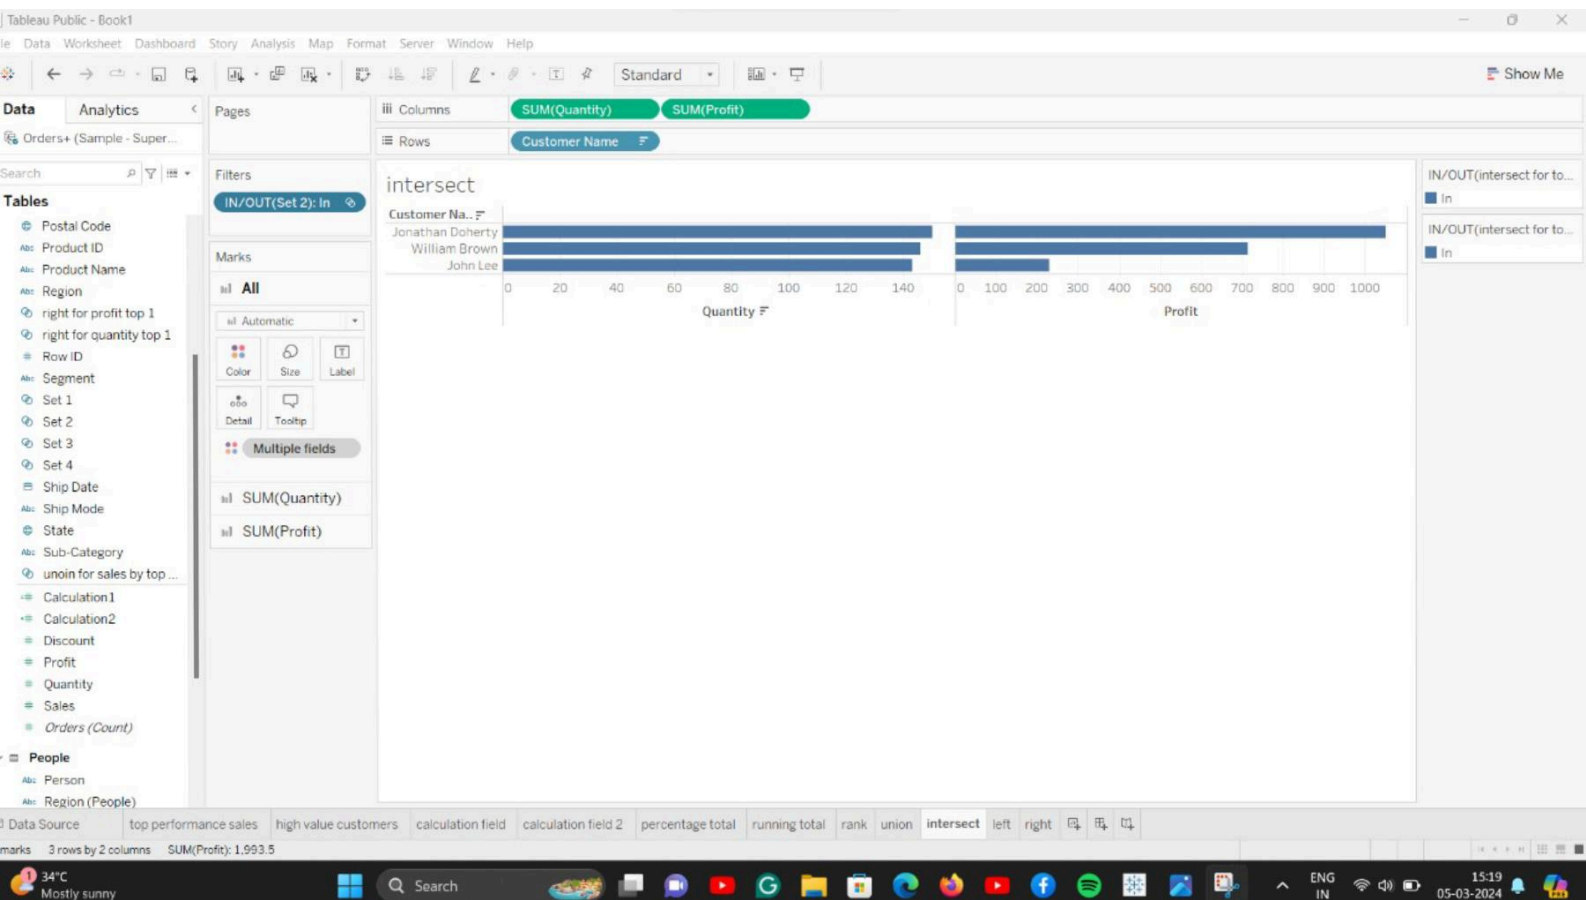 Tableau Public - Book1
le Data Worksheet Dashboard Story Analysis Map Format Server Window Help
Standard
Show Me
Data Analytics
Orders+ (Sample - Super...
Search
Tables
Postal Code
Abc Product ID
Abc Product Name
Abc Region
right for profit top 1
right for quantity top 1
Row ID
Abc Segment
Set 1
Set 2
Set 3
Set 4
Ship Date
Abc Ship Mode
State
Abc Sub-Category
unoin for sales by top ...
Calculation1
Calculation2
Discount
Profit
Quantity
Sales
Orders (Count)
People
Abc Person
Abc Region (People)
Pages
Filters
IN/OUT(Set 2): In
Marks
All
Automatic
Color Size Label
Detail Tooltip
Multiple fields
SUM(Quantity)
SUM(Profit)
Columns SUM(Quantity) SUM(Profit)
Rows Customer Name
intersect
Customer Na..
Jonathan Doherty
William Brown
John Lee
0 20 40 60 80 100 120 140 0 100 200 300 400 500 600 700 800 900 1000
Quantity Profit
IN/OUT(intersect for to...
In
IN/OUT(intersect for to...
In
Data Source top performance sales high value customers calculation field calculation field 2 percentage total running total rank union intersect left right
marks 3 rows by 2 columns SUM(Profit): 1,993.5
1
34°C
Mostly sunny
Search
ENG
IN
15:19
05-03-2024